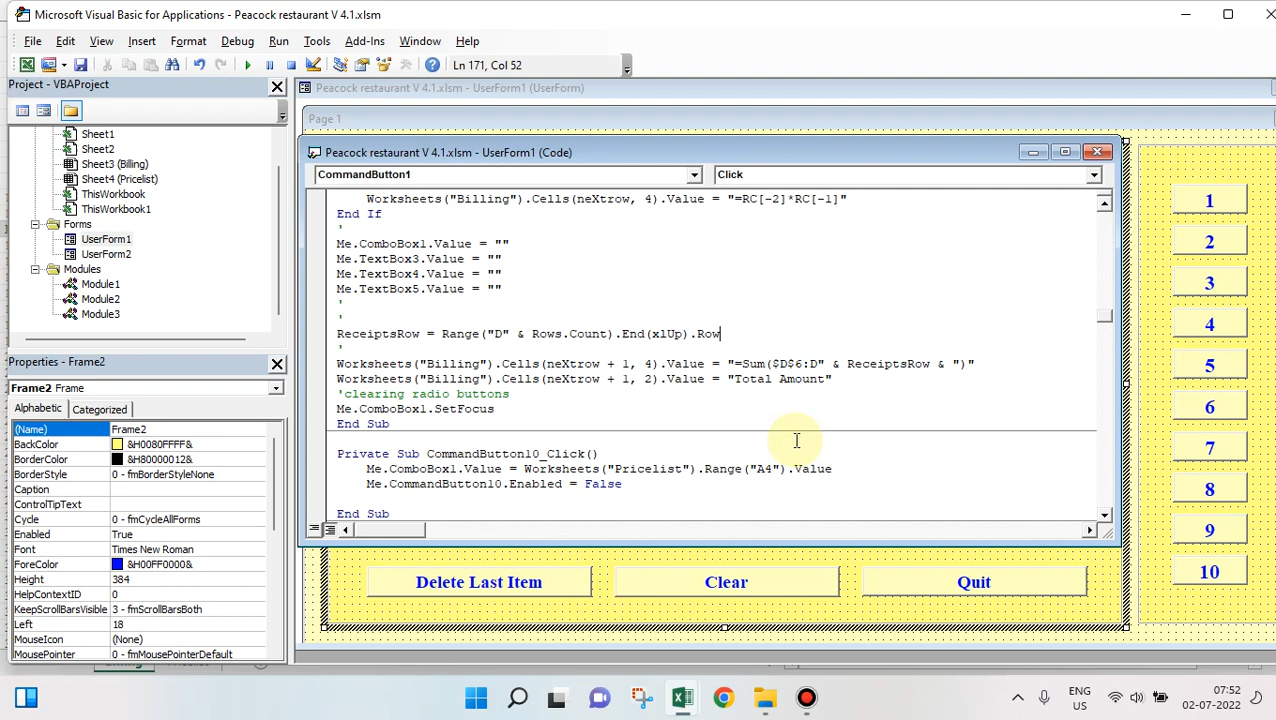 Microsoft Visual Basic for Applications - Peacock restaurant V 4.1.xlsm
File Edit View Insert Format Debug Run Tools Add-Ins Window Help
Ln 171, Col 52
Project - VBAProject
Sheet1
Sheet2
Sheet3 (Billing)
Sheet4 (Pricelist)
ThisWorkbook
ThisWorkbook1
Forms
UserForm1
UserForm2
Modules
Module1
Module2
Module3
Properties - Frame2
Frame2 Frame
Alphabetic Categorized
(Name) Frame2
BackColor &H0080FFFF&
BorderColor &H80000012&
BorderStyle 0 - fmBorderStyleNone
Caption
ControlTipText
Cycle 0 - fmCycleAllForms
Enabled True
Font Times New Roman
ForeColor &H00FF0000&
Height 384
HelpContextID 0
KeepScrollBarsVisible 3 - fmScrollBarsBoth
Left 18
MouseIcon (None)
MousePointer 0 - fmMousePointerDefault
Peacock restaurant V 4.1.xlsm - UserForm1 (UserForm)
Page 1
Peacock restaurant V 4.1.xlsm - UserForm1 (Code)
CommandButton1 Click
Worksheets("Billing").Cells(neXtrow, 4).Value = "=RC[-2]*RC[-1]"
End If
'
Me.ComboBox1.Value = ""
Me.TextBox3.Value = ""
Me.TextBox4.Value = ""
Me.TextBox5.Value = ""
'
'
ReceiptsRow = Range("D" & Rows.Count).End(xlUp).Row
'
Worksheets("Billing").Cells(neXtrow + 1, 4).Value = "=Sum($D$6:D" & ReceiptsRow & ")"
Worksheets("Billing").Cells(neXtrow + 1, 2).Value = "Total Amount"
'clearing radio buttons
Me.ComboBox1.SetFocus
End Sub
Private Sub CommandButton10_Click()
Me.ComboBox1.Value = Worksheets("Pricelist").Range("A4").Value
Me.CommandButton10.Enabled = False
End Sub
Delete Last Item Clear Quit
1
2
3
4
5
6
7
8
9
10
ENG
US
07:52
02-07-2022